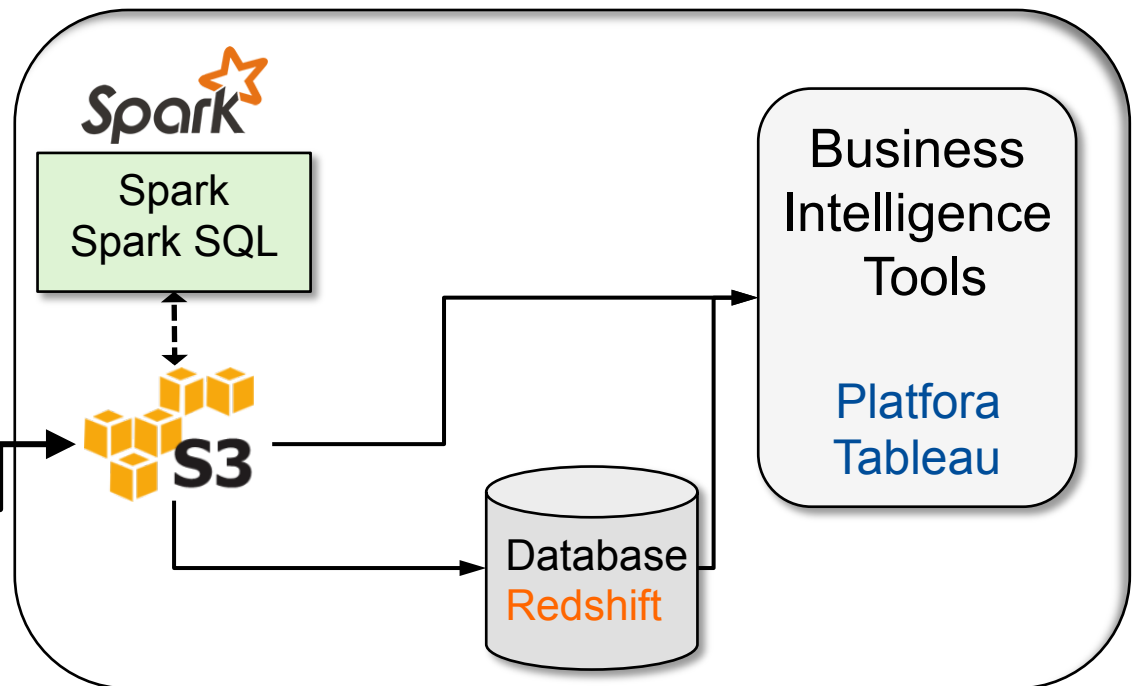 Spark
Spark
Spark SQL
S3
Database
Redshift
Business
Intelligence
Tools
Platfora
Tableau